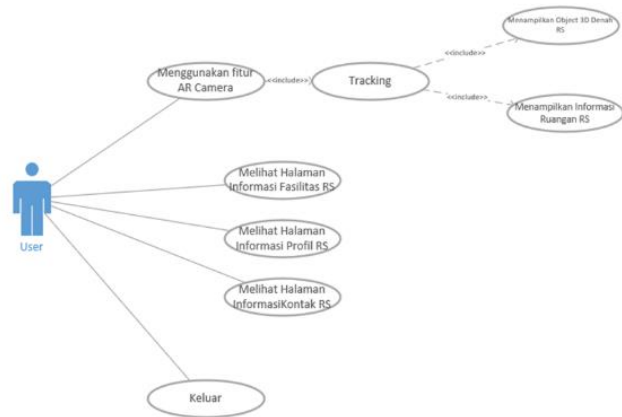 Menampilkan Object 3D Denah
RS
<<include>>
Menggunakan fitur
AR Camera
<<include>>
Tracking
<<include>>
Menampilkan Informasi
Ruangan RS
Melihat Halaman
Informasi Fasilitas RS
Melihat Halaman
Informasi Profil RS
User
Melihat Halaman
InformasiKontak RS
Keluar